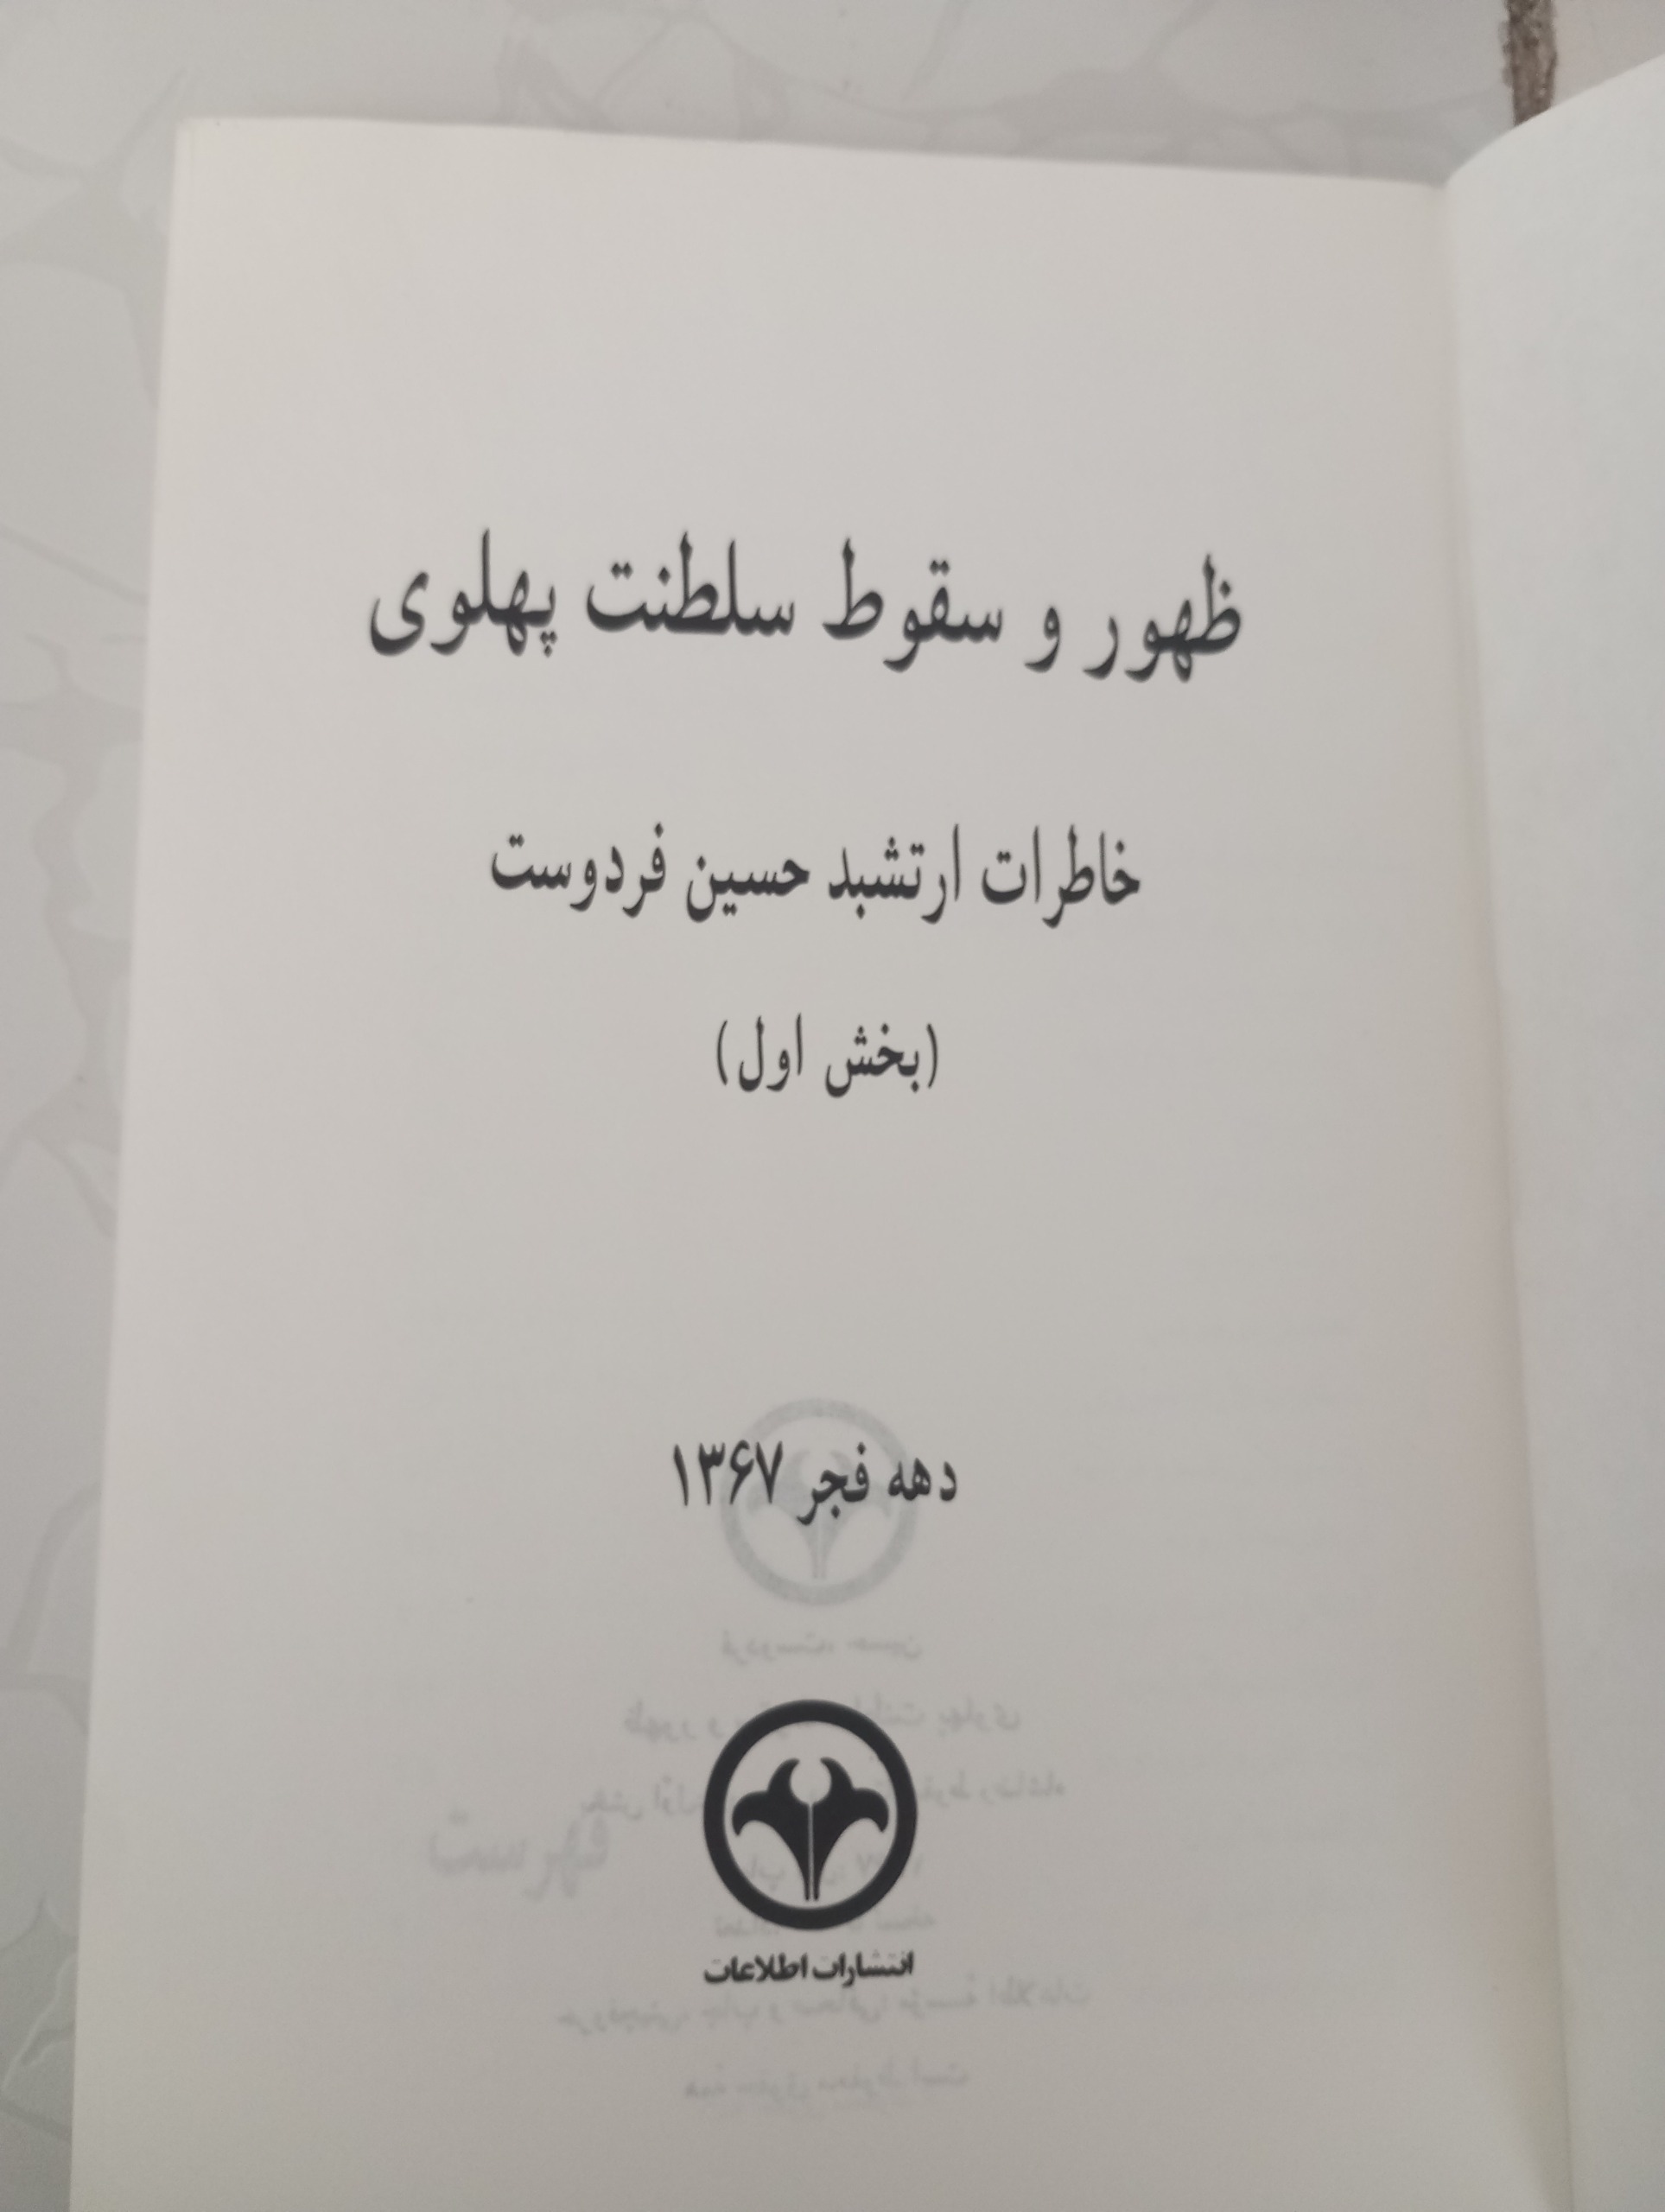 ظهور و سقوط سلطنت پهلوی
خاطرات ارتشبد حسین فردوست
(بخش اول)
دهه فجر ۱۳۶۷
انتشارات اطلاعات